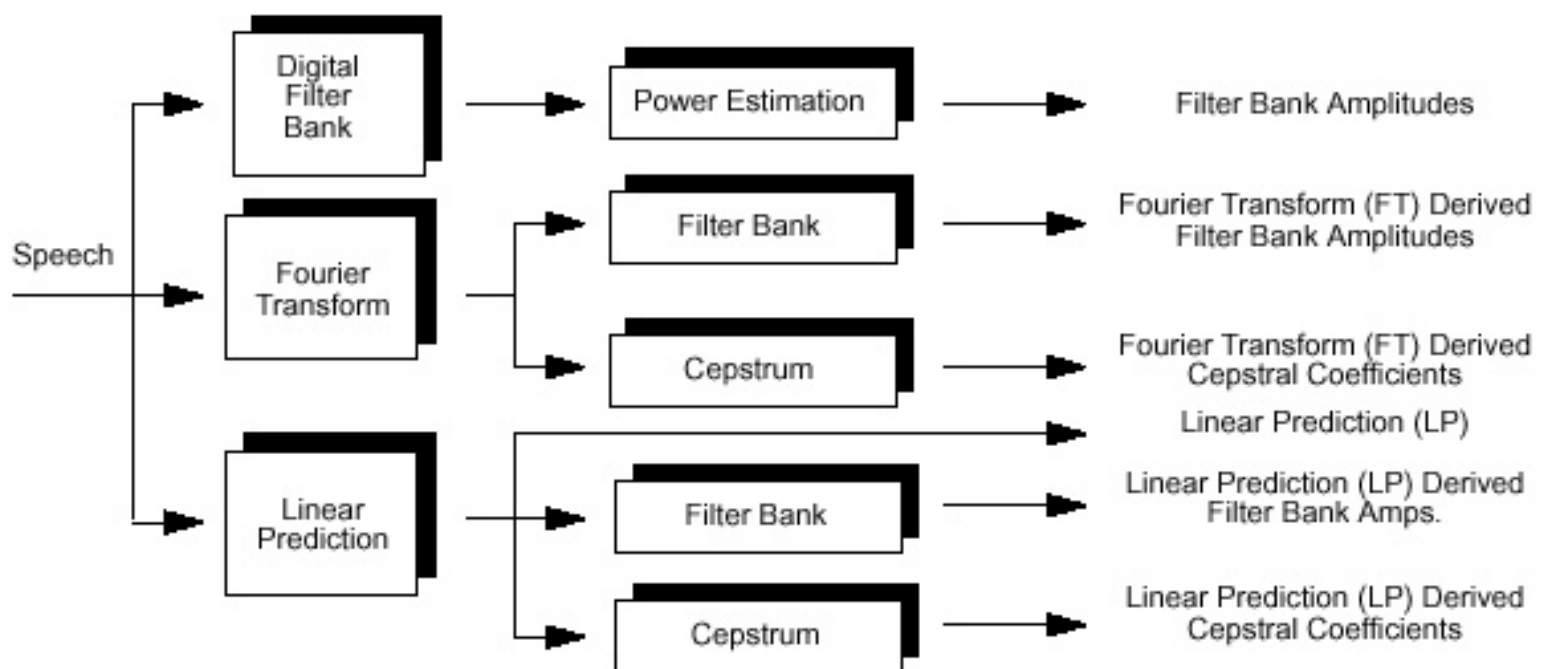 Speech
Digital
Filter
Bank
Power Estimation
Filter Bank Amplitudes
Fourier
Transform
Filter Bank
Fourier Transform (FT) Derived
Filter Bank Amplitudes
Cepstrum
Fourier Transform (FT) Derived
Cepstral Coefficients
Linear
Prediction
Linear Prediction (LP)
Filter Bank
Linear Prediction (LP) Derived
Filter Bank Amps.
Cepstrum
Linear Prediction (LP) Derived
Cepstral Coefficients